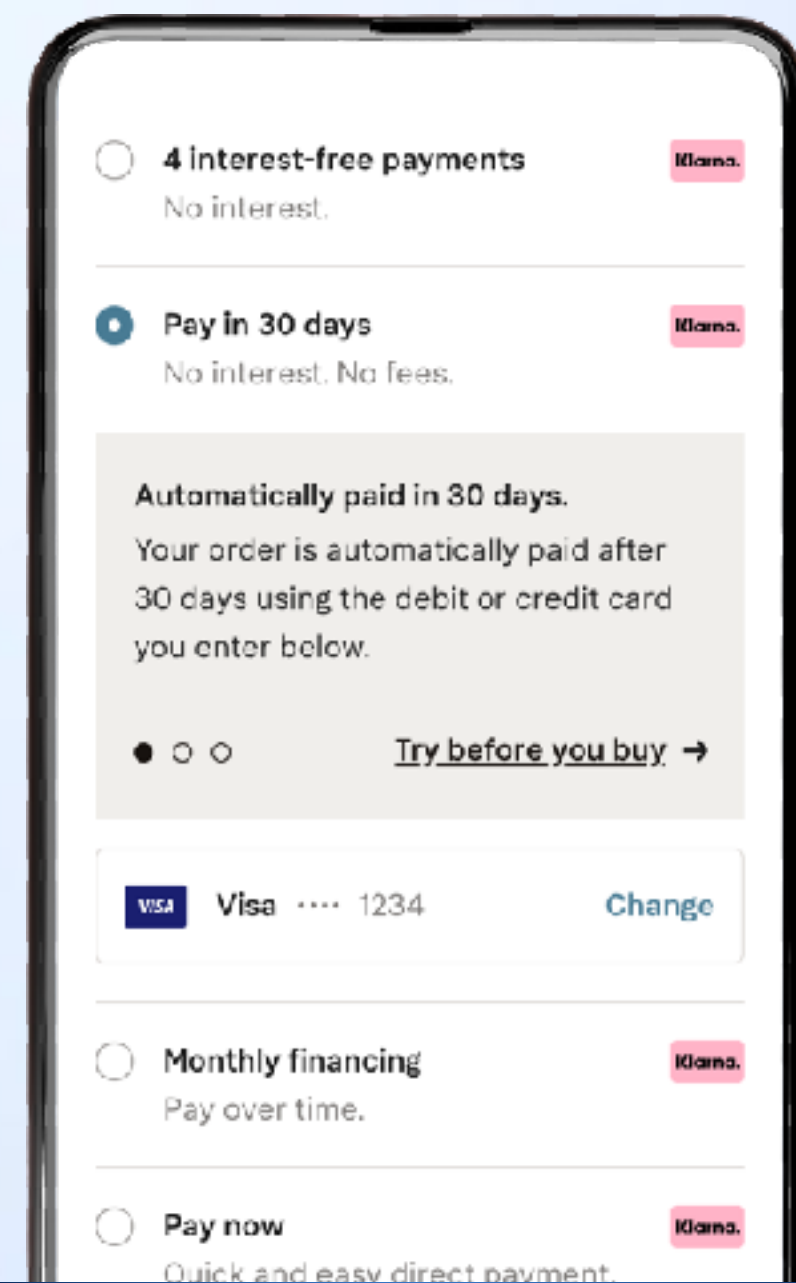 4 interest-free payments Klarna.
No interest.
Pay in 30 days Klarna.
No interest. No fees.
Automatically paid in 30 days.
Your order is automatically paid after
30 days using the debit or credit card
you enter below.
Try before you buy →
VISA Visa ···· 1234 Change
Monthly financing Klarna.
Pay over time.
Pay now Klarna.
Quick and easy direct payment.